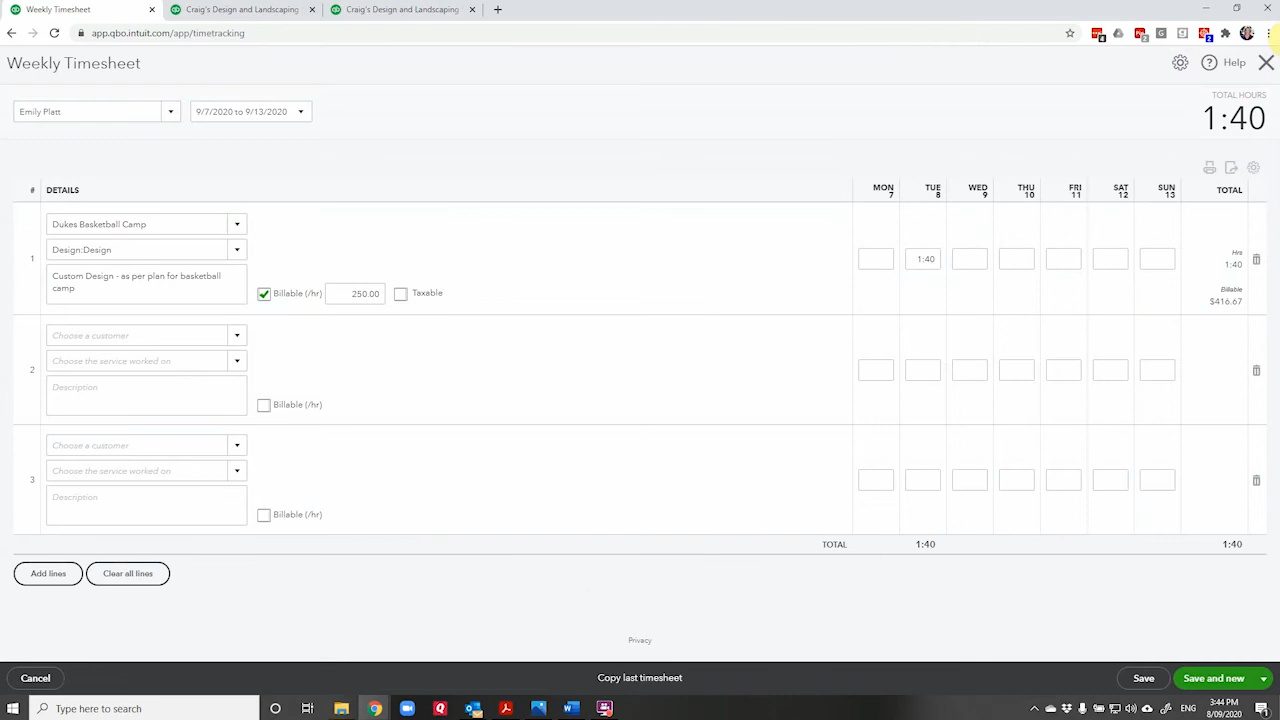 Weekly Timesheet
Craig's Design and Landscaping
Craig's Design and Landscaping
app.qbo.intuit.com/app/timetracking
Weekly Timesheet
Help
Emily Platt
9/7/2020 to 9/13/2020
TOTAL HOURS
1:40
# DETAILS MON TUE WED THU FRI SAT SUN TOTAL
7 8 9 10 11 12 13
Dukes Basketball Camp
Design:Design
1
Custom Design - as per plan for basketball
camp
Billable (/hr) 250.00 Taxable
1:40
Hrs
1:40
Billable
$416.67
Choose a customer
Choose the service worked on
2
Description
Billable (/hr)
Choose a customer
Choose the service worked on
3
Description
Billable (/hr)
TOTAL 1:40 1:40
Add lines Clear all lines
Privacy
Cancel Copy last timesheet Save Save and new
Type here to search
3:44 PM
8/09/2020